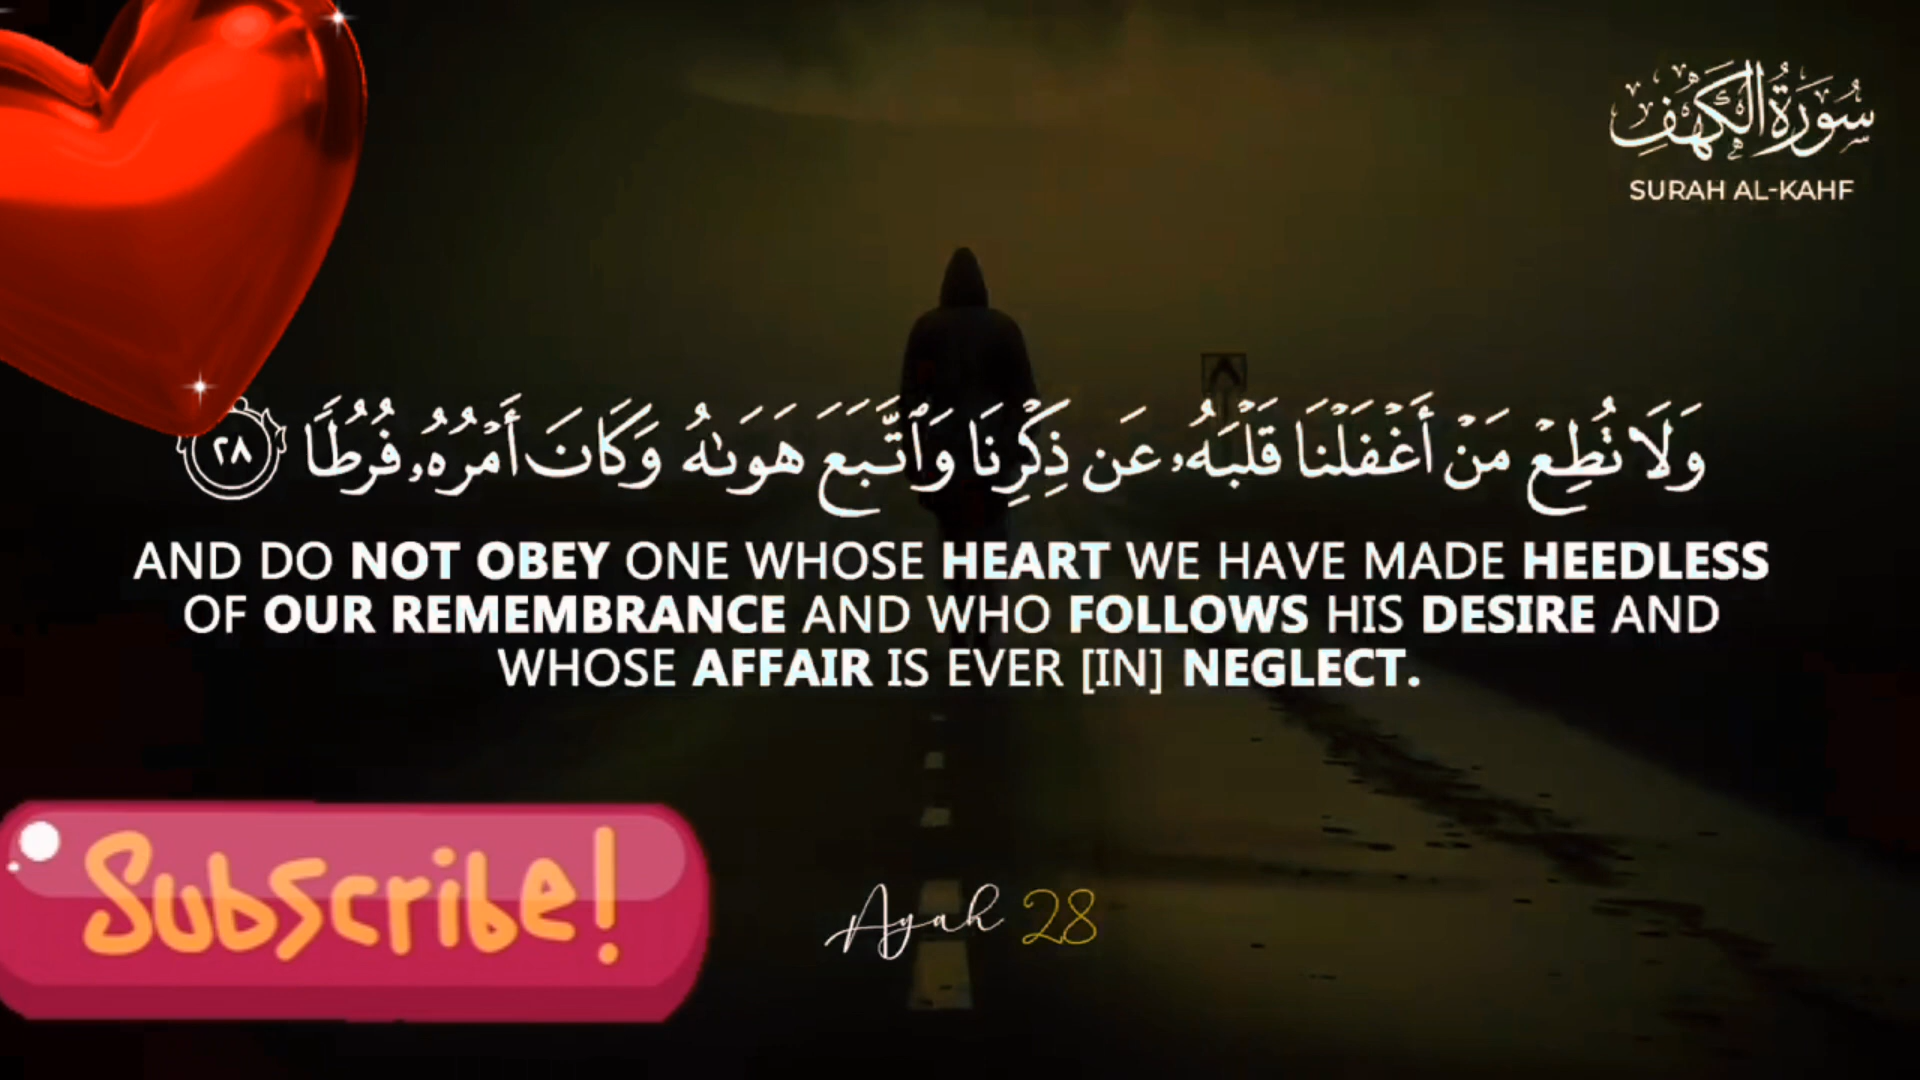 سُورَةُ الْكَهْفِ
SURAH AL-KAHF
وَلَا تُطِعْ مَنْ أَغْفَلْنَا قَلْبَهُۥ عَن ذِكْرِنَا وَٱتَّبَعَ هَوَىٰهُ وَكَانَ أَمْرُهُۥ فُرُطًا ٢٨
AND DO NOT OBEY ONE WHOSE HEART WE HAVE MADE HEEDLESS
OF OUR REMEMBRANCE AND WHO FOLLOWS HIS DESIRE AND
WHOSE AFFAIR IS EVER [IN] NEGLECT.
Subscribe!
Ayah 28